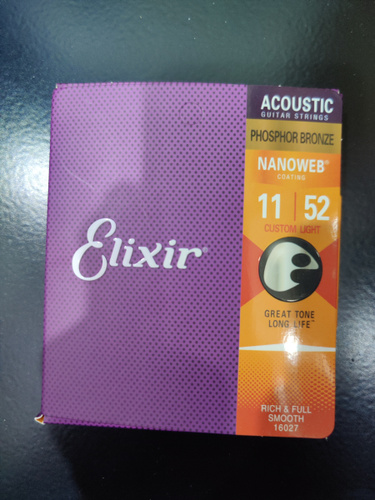 ACOUSTIC
GUITAR STRINGS
PHOSPHOR BRONZE
NANOWEB®
COATING
11 | 52
CUSTOM LIGHT
Elixir®
GREAT TONE
LONG LIFE™
RICH & FULL
SMOOTH
16027